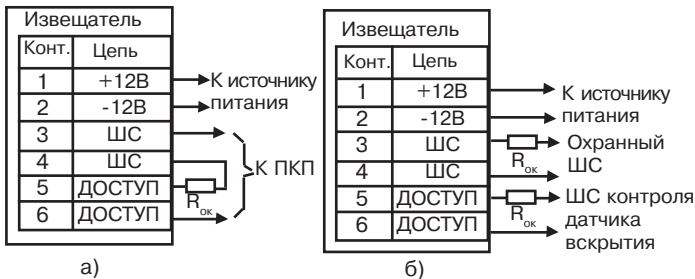 Извещатель
Конт. Цепь
1 +12В К источнику
2 -12В питания
3 ШС
4 ШС К ПКП
5 ДОСТУП Rок
6 ДОСТУП
а)
Извещатель
Конт. Цепь
1 +12В К источнику
2 -12В питания
3 ШС Rок Охранный
4 ШС ШС
5 ДОСТУП Rок ШС контроля
6 ДОСТУП датчика
вскрытия
б)